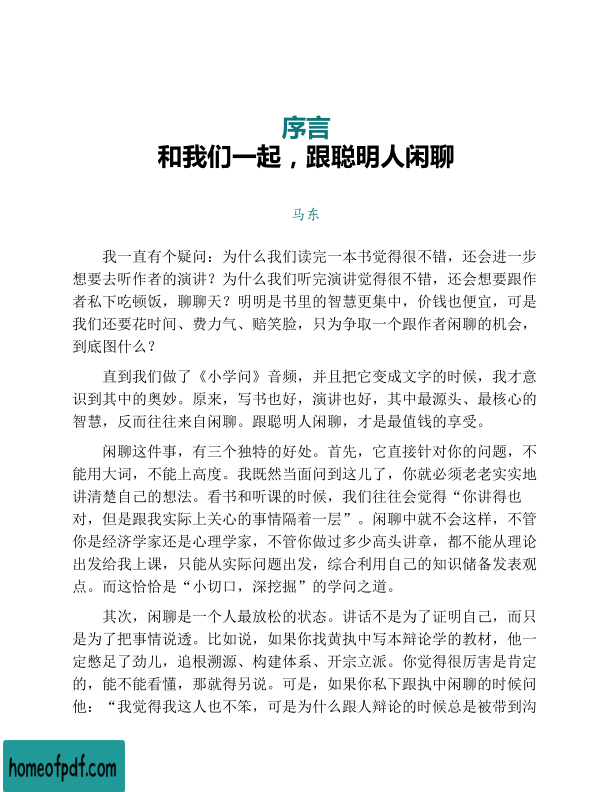 序言
和我们一起，跟聪明人闲聊
马东
我一直有个疑问：为什么我们读完一本书觉得很不错，还会进一步
想要去听作者的演讲？为什么我们听完演讲觉得很不错，还会想要跟作
者私下吃顿饭，聊聊天？明明是书里的智慧更集中，价钱也便宜，可是
我们还要花时间、费力气、赔笑脸，只为争取一个跟作者闲聊的机会，
到底图什么？
直到我们做了《小学问》音频，并且把它变成文字的时候，我才意
识到其中的奥妙。原来，写书也好，演讲也好，其中最源头、最核心的
智慧，反而往往来自闲聊。跟聪明人闲聊，才是最值钱的享受。
闲聊这件事，有三个独特的好处。首先，它直接针对你的问题，不
能用大词，不能上高度。我既然当面问到这儿了，你就必须老老实实地
讲清楚自己的想法。看书和听课的时候，我们往往会觉得“你讲得也
对，但是跟我实际上关心的事情隔着一层”。闲聊中就不会这样，不管
你是经济学家还是心理学家，不管你做过多少高头讲章，都不能从理论
出发给我上课，只能从实际问题出发，综合利用自己的知识储备发表观
点。而这恰恰是“小切口，深挖掘”的学问之道。
其次，闲聊是一个人最放松的状态。讲话不是为了证明自己，而只
是为了把事情说透。比如说，如果你找黄执中写本辩论学的教材，他一
定憋足了劲儿，追根溯源、构建体系、开宗立派。你觉得很厉害是肯定
的，能不能看懂，那就得另说。可是，如果你私下跟执中闲聊的时候问
他：“我觉得我这人也不笨，可是为什么跟人辩论的时候总是被带到沟
homeofpdf.com